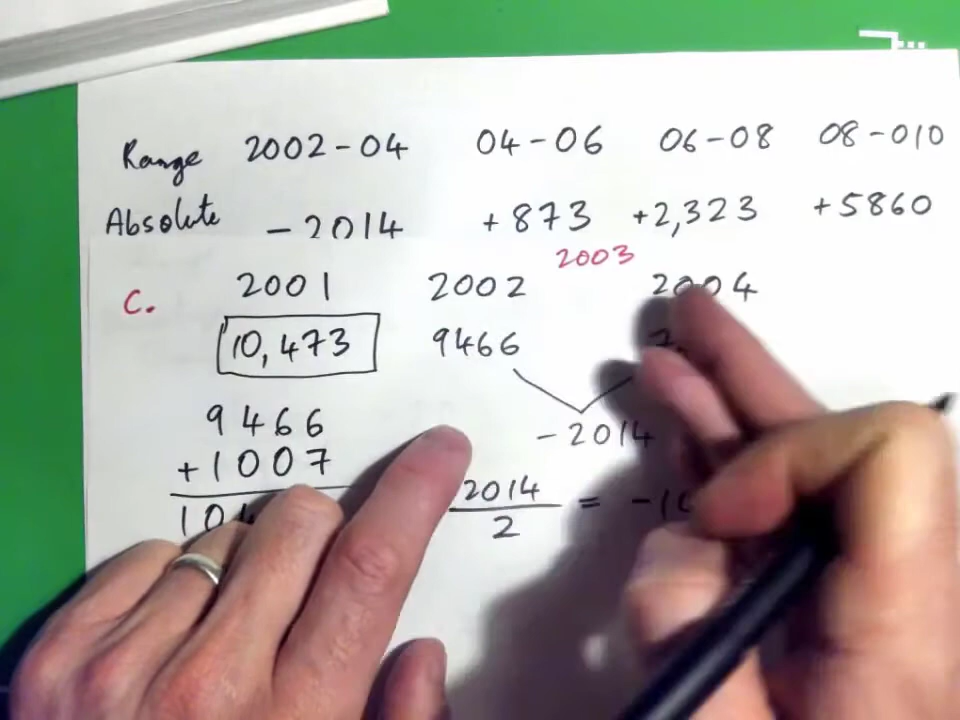 Range 2002-04 04-06 06-08 08-010
Absolute -2014 +873 +2,323 +5860
2003
C. 2001 2002 2004
10,473 9466
9466
-2014
+1007
2014
2 =